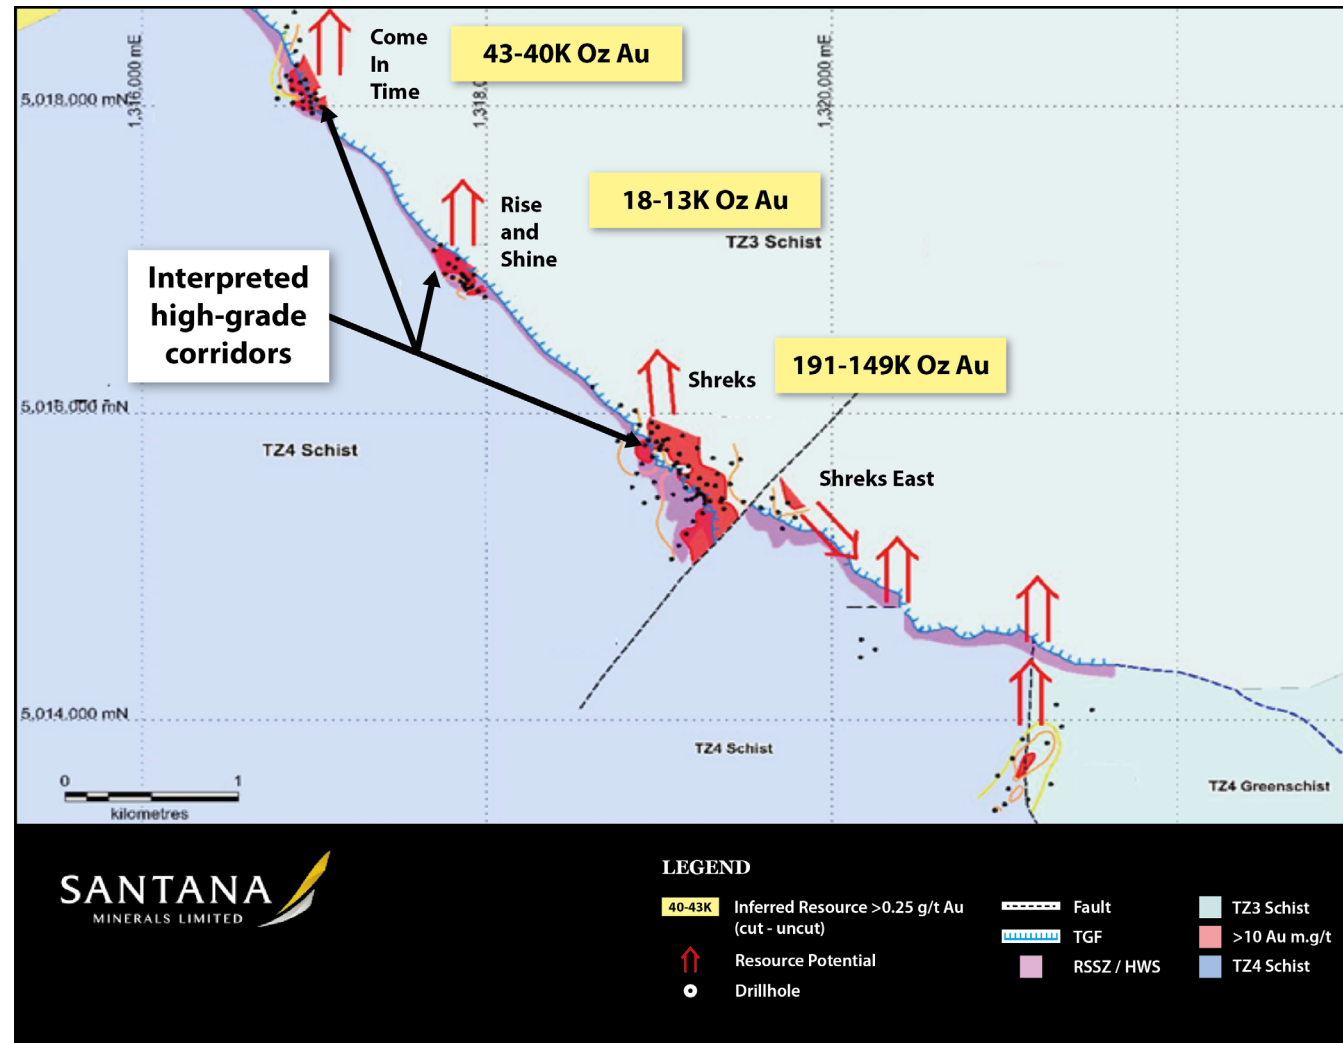 Come
In
Time
43-40K Oz Au
1,316,000 mE
1,318,0
1,320,000 mE
5,018,000 mN
Rise
and
Shine
18-13K Oz Au
TZ3 Schist
Interpreted
high-grade
corridors
191-149K Oz Au
Shreks
5,016,000 mN
TZ4 Schist
Shreks East
5,014,000 mN
TZ4 Schist
TZ4 Greenschist
0 1
kilometres
SANTANA
MINERALS LIMITED
LEGEND
40-43K Inferred Resource >0.25 g/t Au
(cut - uncut)
Resource Potential
Drillhole
Fault
TGF
RSSZ / HWS
TZ3 Schist
>10 Au m.g/t
TZ4 Schist